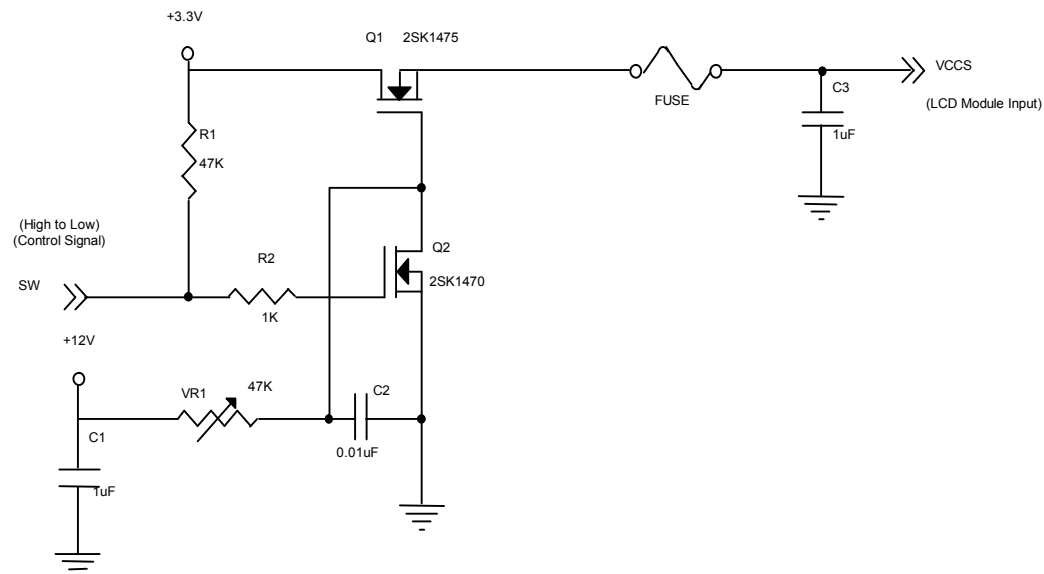 +3.3V
Q1 2SK1475
VCCS
FUSE
C3
(LCD Module Input)
R1
1uF
47K
(High to Low)
(Control Signal)
Q2
R2
2SK1470
SW
1K
+12V
VR1 47K
C2
C1
0.01uF
1uF